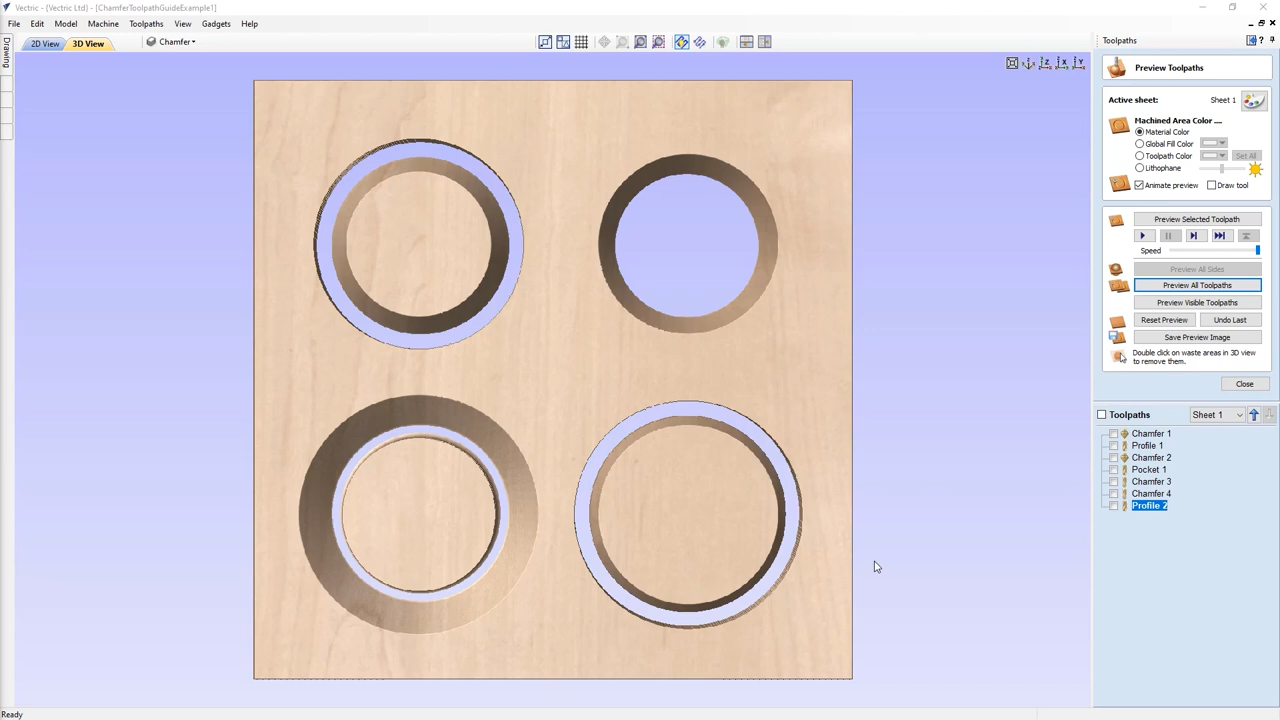 Vectric - {Vectric Ltd} - [ChamferToolpathGuideExample1]
File Edit Model Machine Toolpaths View Gadgets Help
Drawing
2D View 3D View Chamfer
Toolpaths
Preview Toolpaths
Active sheet: Sheet 1
Machined Area Color ....
Material Color
Global Fill Color
Toolpath Color Set All
Lithophane
Animate preview Draw tool
Preview Selected Toolpath
Speed
Preview All Sides
Preview All Toolpaths
Preview Visible Toolpaths
Reset Preview Undo Last
Save Preview Image
Double click on waste areas in 3D view
to remove them.
Close
Toolpaths Sheet 1
Chamfer 1
Profile 1
Chamfer 2
Pocket 1
Chamfer 3
Chamfer 4
Profile 2
Ready